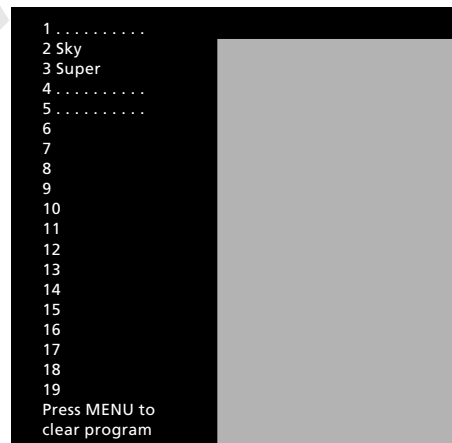 1 . . . . . . . . . .
2 Sky
3 Super
4 . . . . . . . . . .
5 . . . . . . . . . .
6
7
8
9
10
11
12
13
14
15
16
17
18
19
Press MENU to
clear program